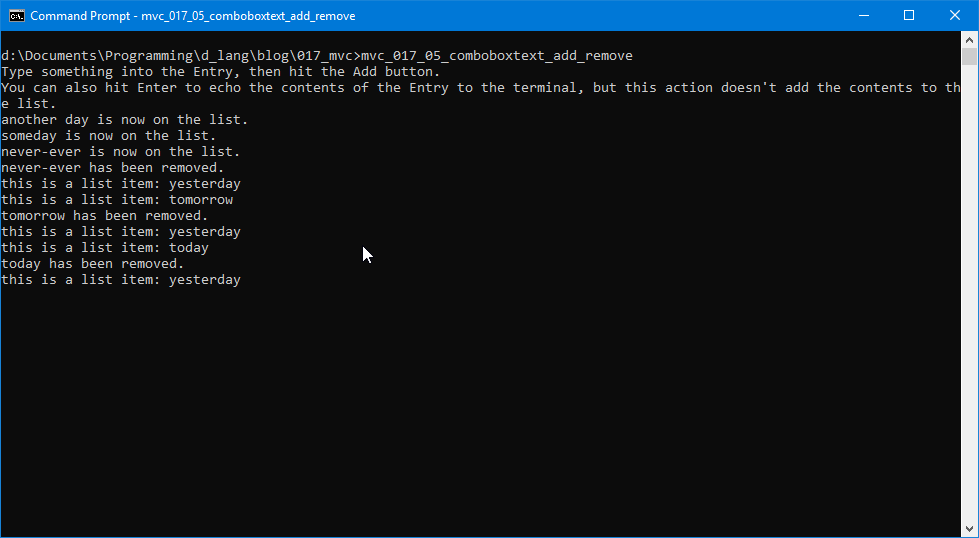 Command Prompt - mvc_017_05_comboboxtext_add_remove
d:\Documents\Programming\d_lang\blog\017_mvc>mvc_017_05_comboboxtext_add_remove
Type something into the Entry, then hit the Add button.
You can also hit Enter to echo the contents of the Entry to the terminal, but this action doesn't add the contents to th
e list.
another day is now on the list.
someday is now on the list.
never-ever is now on the list.
never-ever has been removed.
this is a list item: yesterday
this is a list item: tomorrow
tomorrow has been removed.
this is a list item: yesterday
this is a list item: today
today has been removed.
this is a list item: yesterday